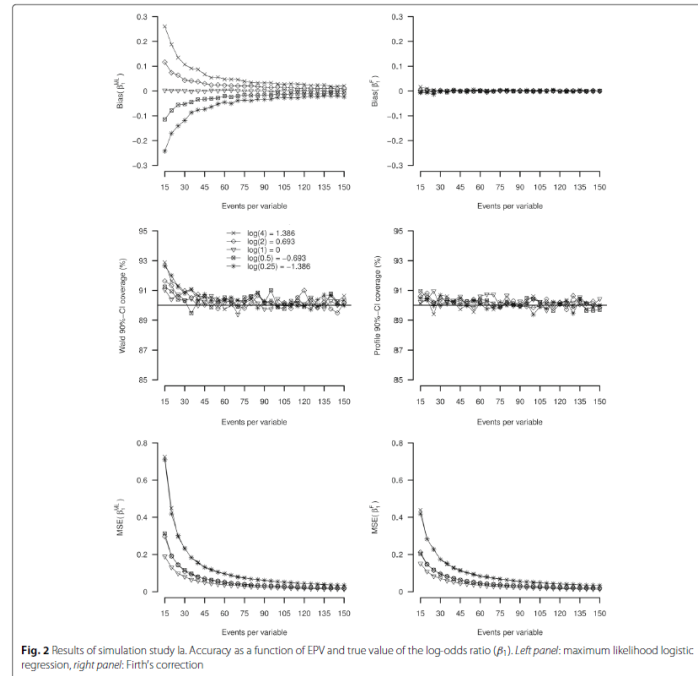 0.3
0.2
0.1
0
−0.1
−0.2
−0.3
Bias( β̂₁ᴹᴸ)
15 30 45 60 75 90 105 120 135 150
Events per variable
0.3
0.2
0.1
0
−0.1
−0.2
−0.3
Bias( β̂₁ᶠ)
15 30 45 60 75 90 105 120 135 150
Events per variable
95
93
91
90
89
87
85
Wald 90%−CI coverage (%)
log(4) = 1.386
log(2) = 0.693
log(1) = 0
log(0.5) = −0.693
log(0.25) = −1.386
15 30 45 60 75 90 105 120 135 150
Events per variable
95
93
91
90
89
87
85
Profile 90%−CI coverage (%)
15 30 45 60 75 90 105 120 135 150
Events per variable
0.8
0.6
0.4
0.2
0
MSE( β̂₁ᴹᴸ)
15 30 45 60 75 90 105 120 135 150
Events per variable
0.8
0.6
0.4
0.2
0
MSE( β̂₁ᶠ)
15 30 45 60 75 90 105 120 135 150
Events per variable
Fig. 2 Results of simulation study Ia. Accuracy as a function of EPV and true value of the log-odds ratio (β₁). Left panel: maximum likelihood logistic
regression, right panel: Firth's correction